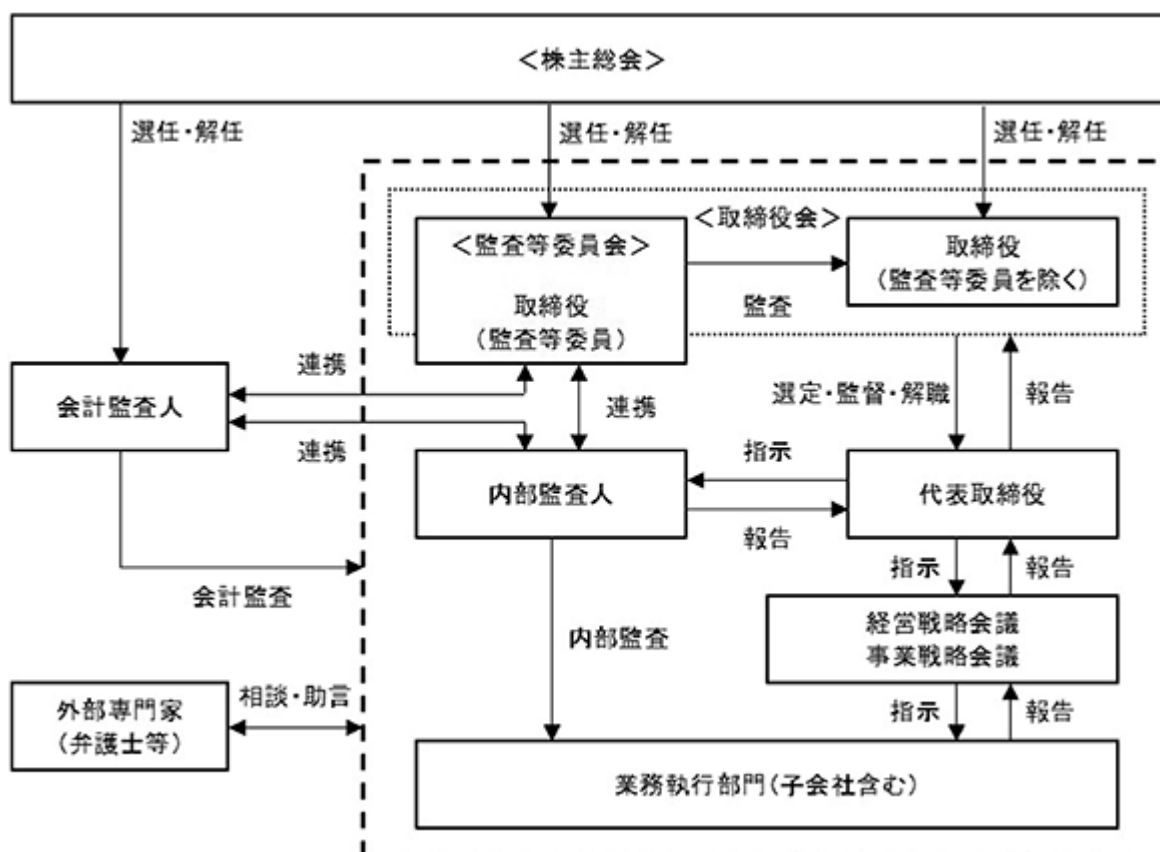 ＜株主総会＞
選任・解任
選任・解任
選任・解任
＜取締役会＞
＜監査等委員会＞
取締役
（監査等委員）
監査
取締役
（監査等委員を除く）
会計監査人
連携
連携
連携
選定・監督・解職
報告
内部監査人
指示
報告
代表取締役
会計監査
指示
報告
内部監査
経営戦略会議
事業戦略会議
外部専門家
（弁護士等）
相談・助言
指示
報告
業務執行部門（子会社含む）